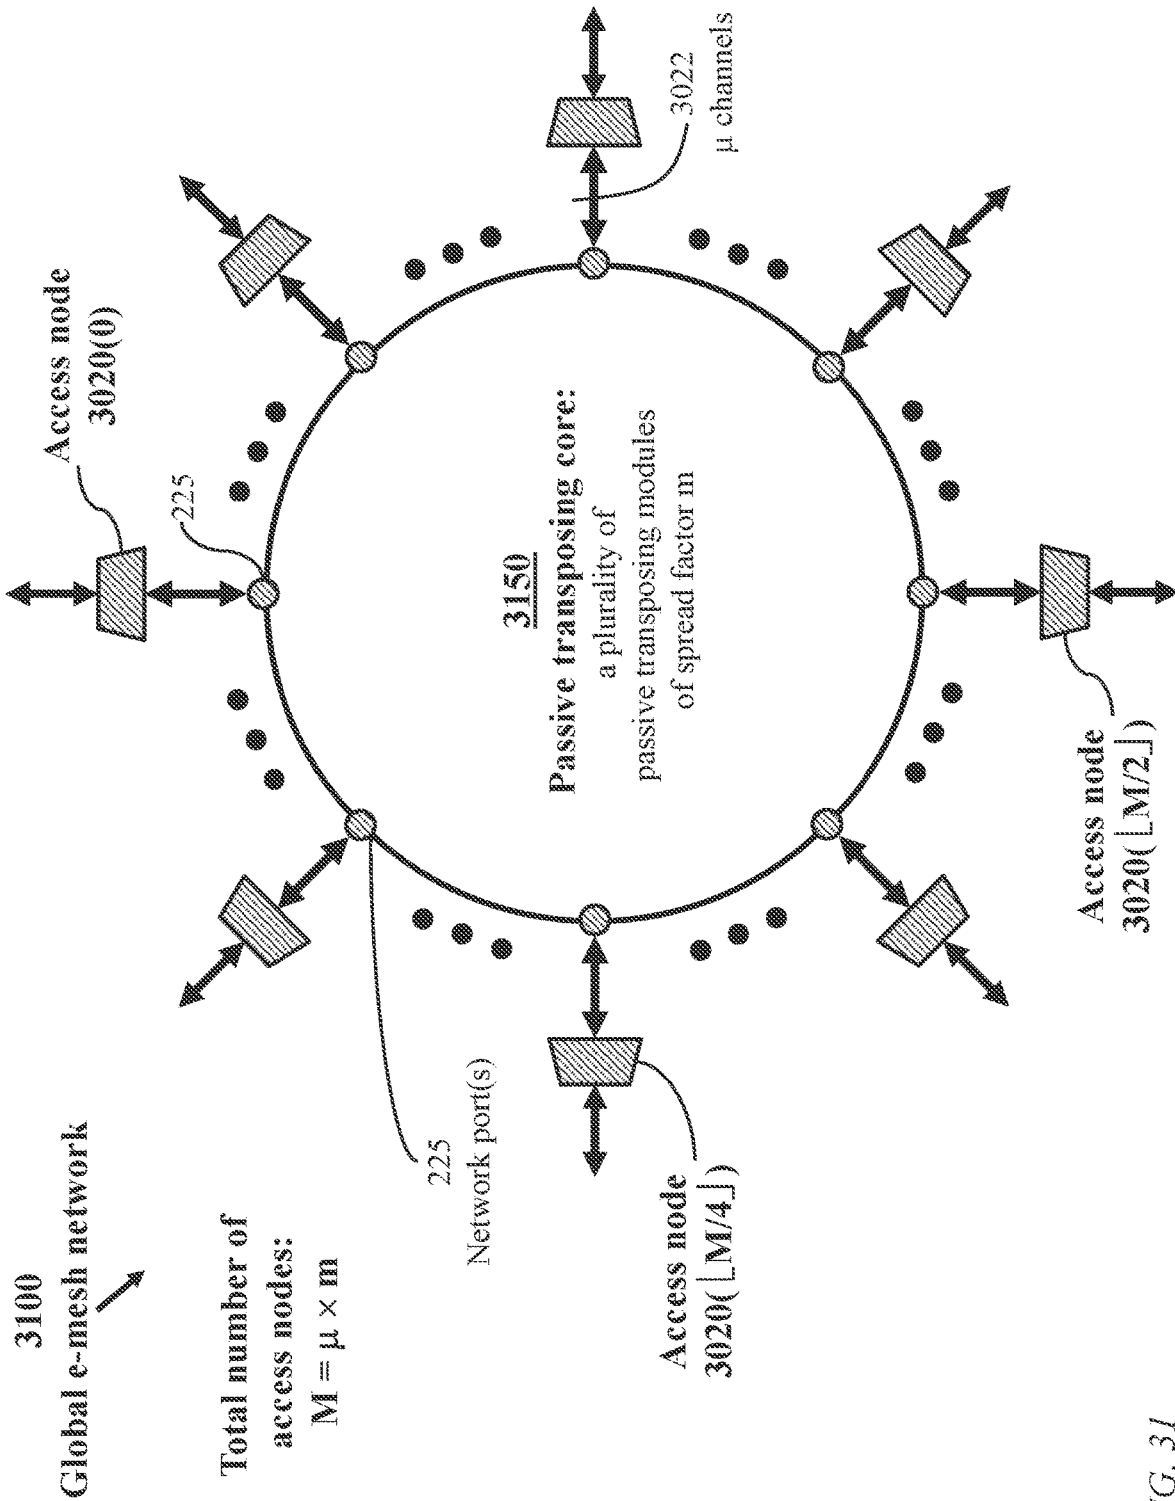 3100
Global e-mesh network
Total number of
access nodes:
M = μ × m
225
Network port(s)
Access node
3020(⌊M/4⌋)
Access node
3020(0)
225
3150
Passive transposing core:
a plurality of
passive transposing modules
of spread factor m
3022
μ channels
Access node
3020(⌊M/2⌋)
G. 31